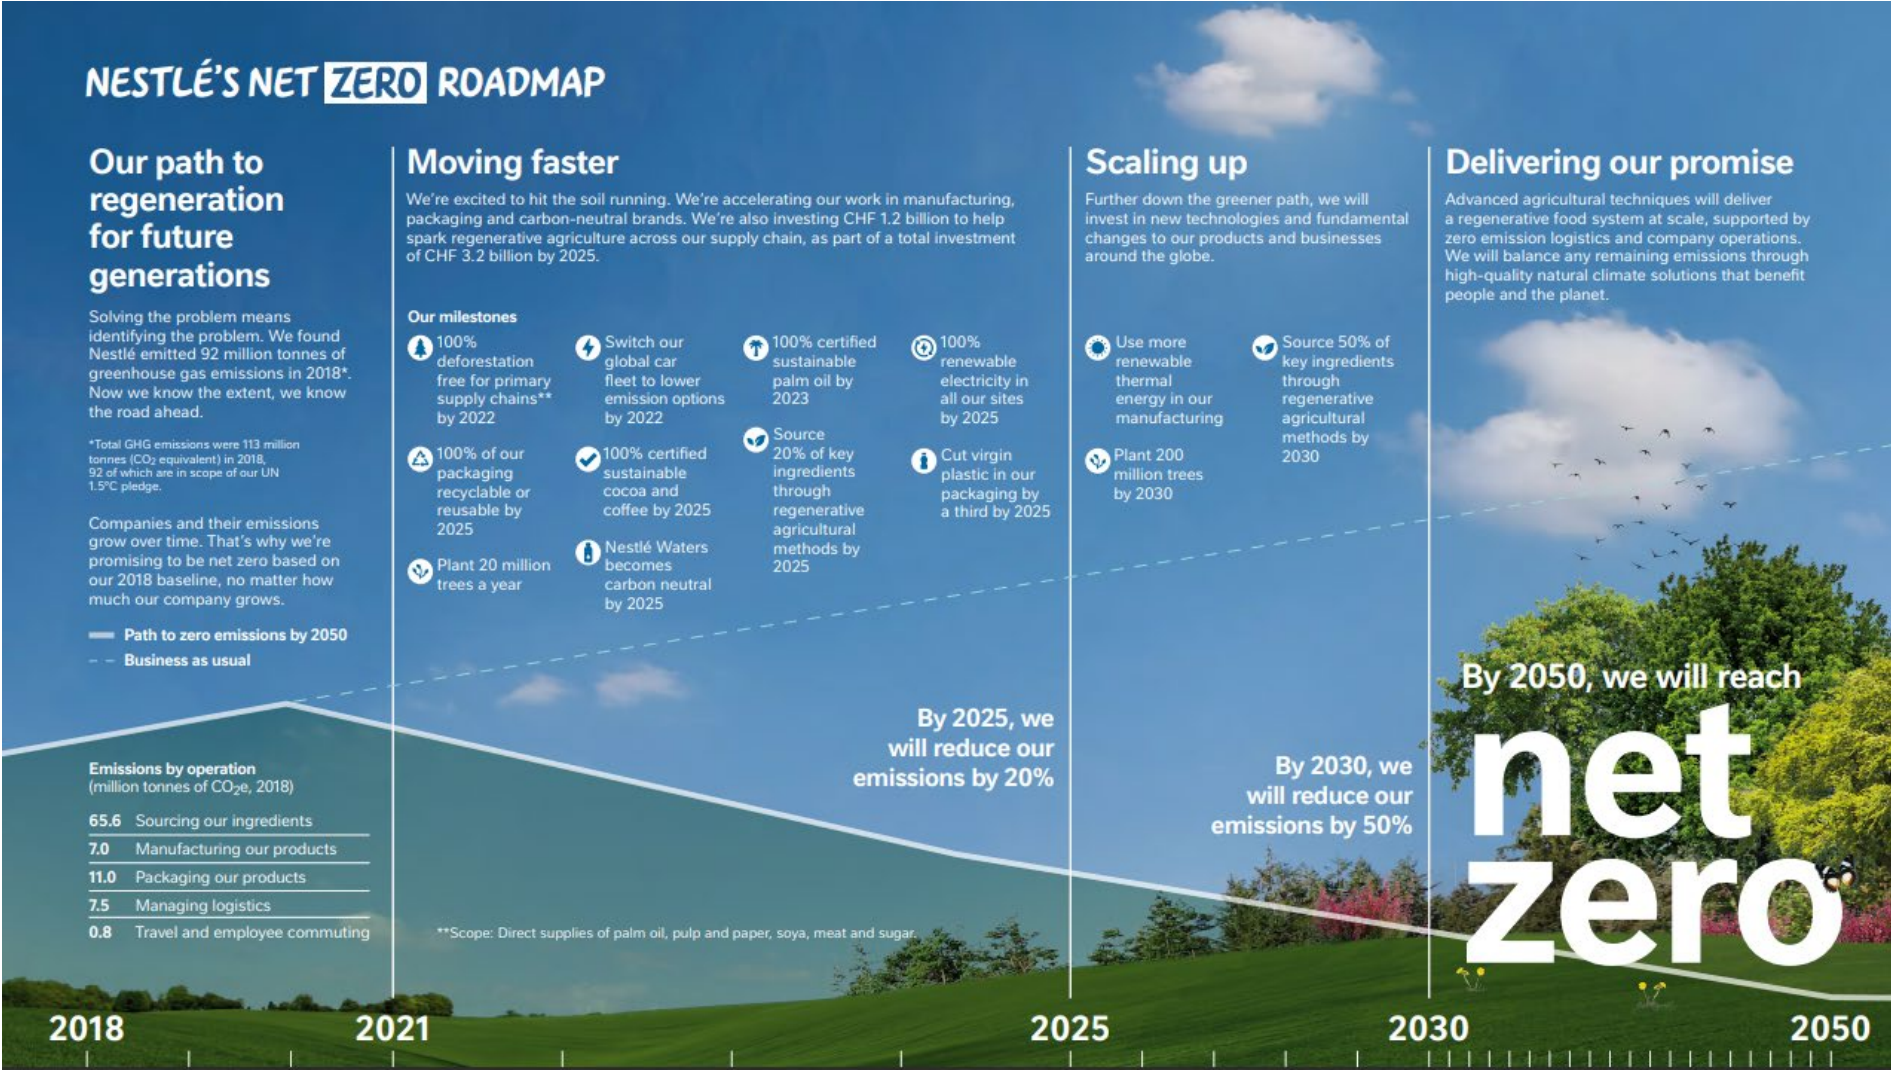 NESTLÉ'S NET ZERO ROADMAP
Our path to
regeneration
for future
generations
Solving the problem means
identifying the problem. We found
Nestlé emitted 92 million tonnes of
greenhouse gas emissions in 2018*.
Now we know the extent, we know
the road ahead.
*Total GHG emissions were 113 million
tonnes (CO₂ equivalent) in 2018,
92 of which are in scope of our UN
1.5°C pledge.
Companies and their emissions
grow over time. That's why we're
promising to be net zero based on
our 2018 baseline, no matter how
much our company grows.
Path to zero emissions by 2050
Business as usual
Emissions by operation
(million tonnes of CO₂e, 2018)
65.6 Sourcing our ingredients
7.0 Manufacturing our products
11.0 Packaging our products
7.5 Managing logistics
0.8 Travel and employee commuting
Moving faster
We're excited to hit the soil running. We're accelerating our work in manufacturing,
packaging and carbon-neutral brands. We're also investing CHF 1.2 billion to help
spark regenerative agriculture across our supply chain, as part of a total investment
of CHF 3.2 billion by 2025.
Our milestones
100%
deforestation
free for primary
supply chains**
by 2022
100% of our
packaging
recyclable or
reusable by
2025
Plant 20 million
trees a year
Switch our
global car
fleet to lower
emission options
by 2022
100% certified
sustainable
cocoa and
coffee by 2025
Nestlé Waters
becomes
carbon neutral
by 2025
100% certified
sustainable
palm oil by
2023
Source
20% of key
ingredients
through
regenerative
agricultural
methods by
2025
100%
renewable
electricity in
all our sites
by 2025
Cut virgin
plastic in our
packaging by
a third by 2025
By 2025, we
will reduce our
emissions by 20%
**Scope: Direct supplies of palm oil, pulp and paper, soya, meat and sugar.
Scaling up
Further down the greener path, we will
invest in new technologies and fundamental
changes to our products and businesses
around the globe.
Use more
renewable
thermal
energy in our
manufacturing
Plant 200
million trees
by 2030
Source 50% of
key ingredients
through
regenerative
agricultural
methods by
2030
By 2030, we
will reduce our
emissions by 50%
Delivering our promise
Advanced agricultural techniques will deliver
a regenerative food system at scale, supported by
zero emission logistics and company operations.
We will balance any remaining emissions through
high-quality natural climate solutions that benefit
people and the planet.
By 2050, we will reach
net
zero
2018 2021 2025 2030 2050